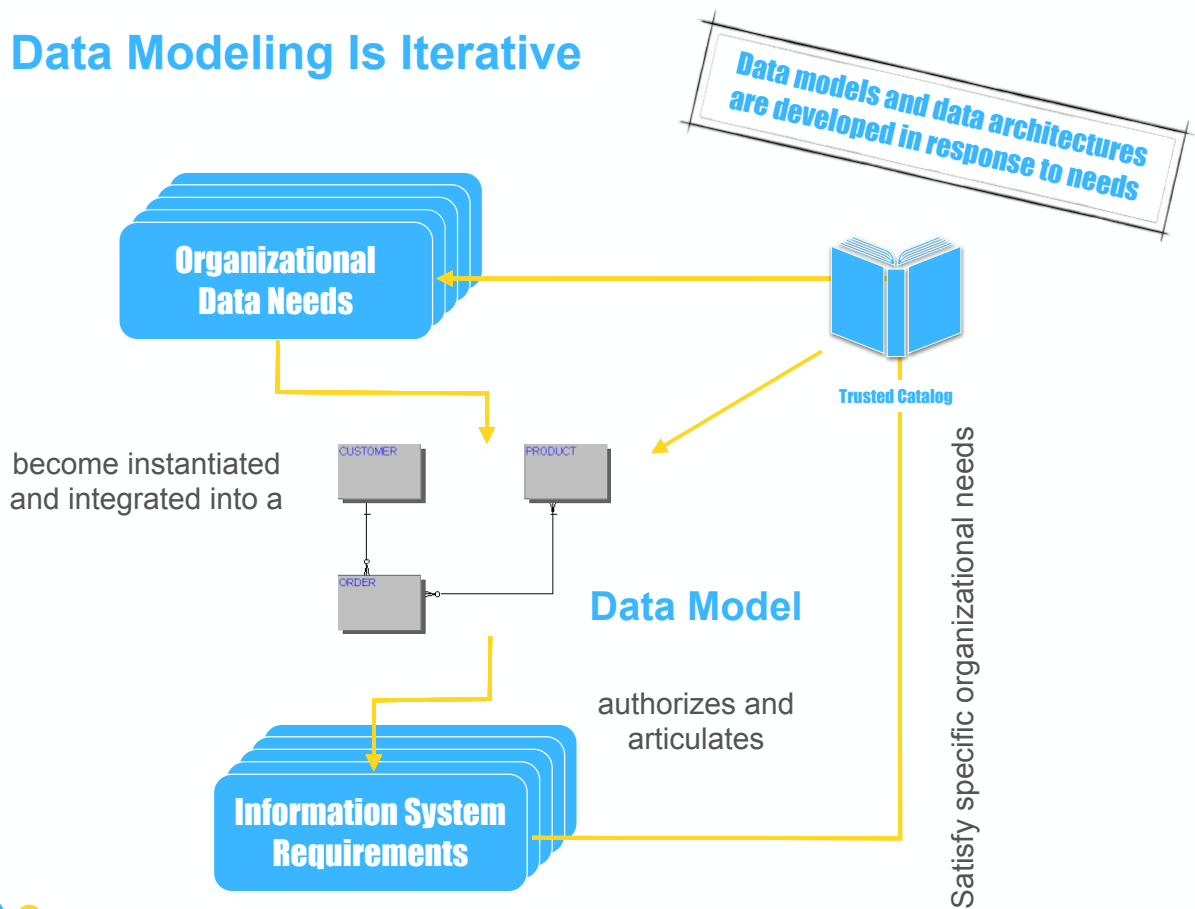 Data Modeling Is Iterative
Data models and data architectures
are developed in response to needs
Organizational
Data Needs
Trusted Catalog
become instantiated
and integrated into a
CUSTOMER
PRODUCT
ORDER
Data Model
authorizes and
articulates
Information System
Requirements
Satisfy specific organizational needs